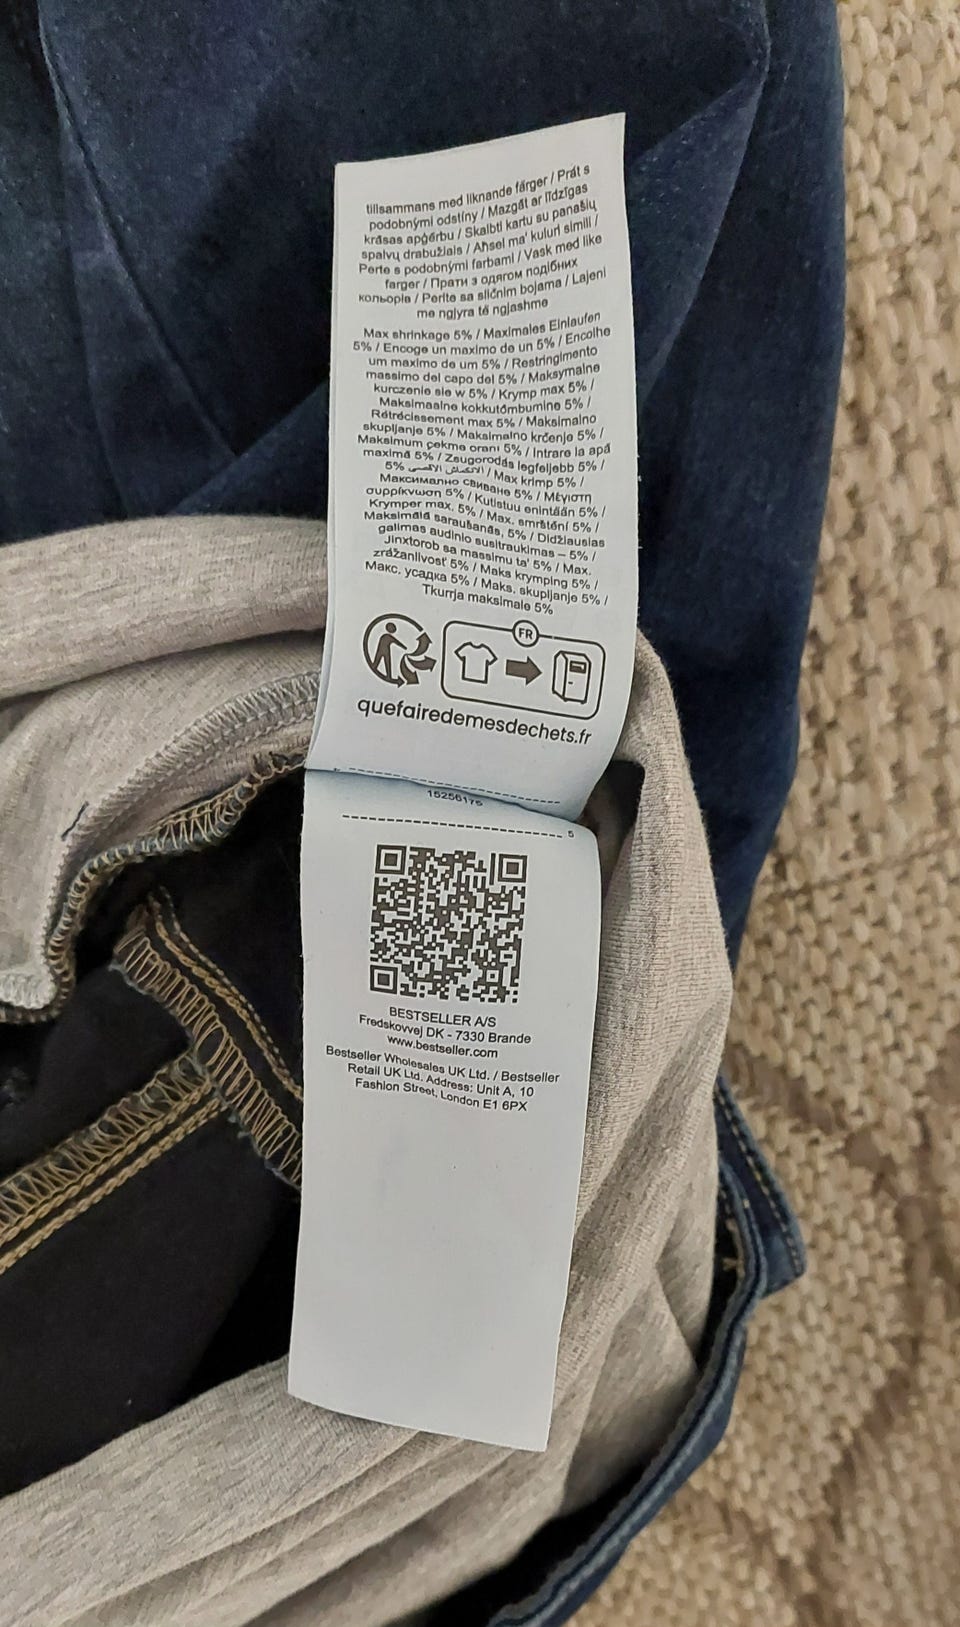 tillsammans med liknande färger / Prát s
podobnými odstíny / Mazgāt ar līdzīgas
krāsas apģērbu / Skalbti kartu su panašių
spalvų drabužiais / Aħsel ma' kuluri simili /
Perte s podobnými farbami / Vask med like
farger / Прати з одягом подібних
кольорів / Perite sa sličnim bojama / Lajeni
me ngjyra të ngjashme
Max shrinkage 5% / Maximales Einlaufen
5% / Encoge un maximo de un 5% / Encolhe
um maximo de um 5% / Restringimento
massimo del capo del 5% / Maksymalne
kurczenie sie w 5% / Krymp max 5% /
Maksimaalne kokkutõmbumine 5% /
Rétrécissement max 5% / Maksimalno
skupljanje 5% / Maksimalno krčenje 5% /
Maksimum çekme oranı 5% / Intrare la apă
maximă 5% / Zsugorodás legfeljebb 5% /
5% الانكماش الأقصى / Max krimp 5% /
Максимално свиване 5% / Μέγιστη
συρρίκνωση 5% / Kutistuu enintään 5% /
Krymper max. 5% / Max. smrštění 5% /
Maksimālā saraušanās, 5% / Didžiausias
galimas audinio susitraukimas – 5% /
Jinxtorob sa massimu ta' 5% / Max.
zrážanlivosť 5% / Maks krymping 5% /
Макс. усадка 5% / Maks. skupljanje 5% /
Tkurrja maksimale 5%
FR
quefairedemesdechets.fr
15256175
5
BESTSELLER A/S
Fredskovvej DK - 7330 Brande
www.bestseller.com
Bestseller Wholesales UK Ltd. / Bestseller
Retail UK Ltd. Address: Unit A, 10
Fashion Street, London E1 6PX